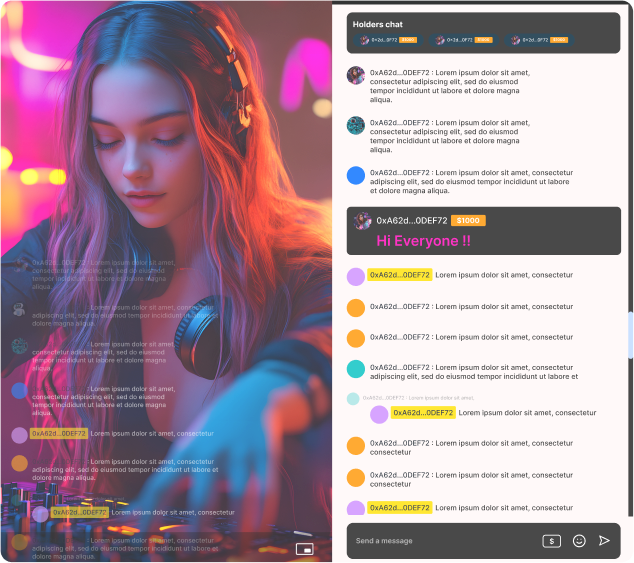 0xA62d...0DEF72 : Lorem ipsum dolor sit amet,
consectetur adipiscing elit, sed do eiusmod
tempor incididunt ut labore et dolore magna
aliqua.
: Lorem ipsum dolor sit amet, consectetur
adipiscing elit, sed do eiusmod tempor incididunt ut labore et
dolore magna aliqua.
: Lorem ipsum dolor sit amet,
consectetur adipiscing elit, sed do eiusmod
tempor incididunt ut labore et dolore magna
aliqua.
: Lorem ipsum dolor sit amet,
consectetur adipiscing elit, sed do eiusmod
tempor incididunt ut labore et dolore magna
aliqua.
0xA62d...0DEF72 Lorem ipsum dolor sit amet, consectetur
: Lorem ipsum dolor sit amet, consectetur
adipiscing elit, sed do eiusmod tempor incididunt ut labore et
dolore magna aliqua.
0xA62d...0DEF72 Lorem ipsum dolor sit amet, consectetur
: Lorem ipsum dolor sit amet, consectetur
adipiscing elit, sed do eiusmod tempor incididunt ut labore et
dolore magna aliqua.
Holders chat
0x2d...0F72 0x2d...0F72 0x2d...0F72
0xA62d...0DEF72 : Lorem ipsum dolor sit amet,
consectetur adipiscing elit, sed do eiusmod
tempor incididunt ut labore et dolore magna
aliqua.
0xA62d...0DEF72 : Lorem ipsum dolor sit amet,
consectetur adipiscing elit, sed do eiusmod
tempor incididunt ut labore et dolore magna
aliqua.
0xA62d...0DEF72 : Lorem ipsum dolor sit amet, consectetur
adipiscing elit, sed do eiusmod tempor incididunt ut labore et
dolore magna aliqua.
0xA62d...0DEF72 $1000
Hi Everyone !!
0xA62d...0DEF72 Lorem ipsum dolor sit amet, consectetur
0xA62d...0DEF72 : Lorem ipsum dolor sit amet, consectetur
0xA62d...0DEF72 : Lorem ipsum dolor sit amet, consectetur
0xA62d...0DEF72 : Lorem ipsum dolor sit amet, consectetur
adipiscing elit, sed do eiusmod tempor incididunt ut labore et
0xA62d...0DEF72 : Lorem ipsum dolor sit amet,
0xA62d...0DEF72 Lorem ipsum dolor sit amet, consectetur
0xA62d...0DEF72 : Lorem ipsum dolor sit amet, consectetur
consectetur
0xA62d...0DEF72 : Lorem ipsum dolor sit amet, consectetur
consectetur
0xA62d...0DEF72 Lorem ipsum dolor sit amet, consectetur
Send a message
$